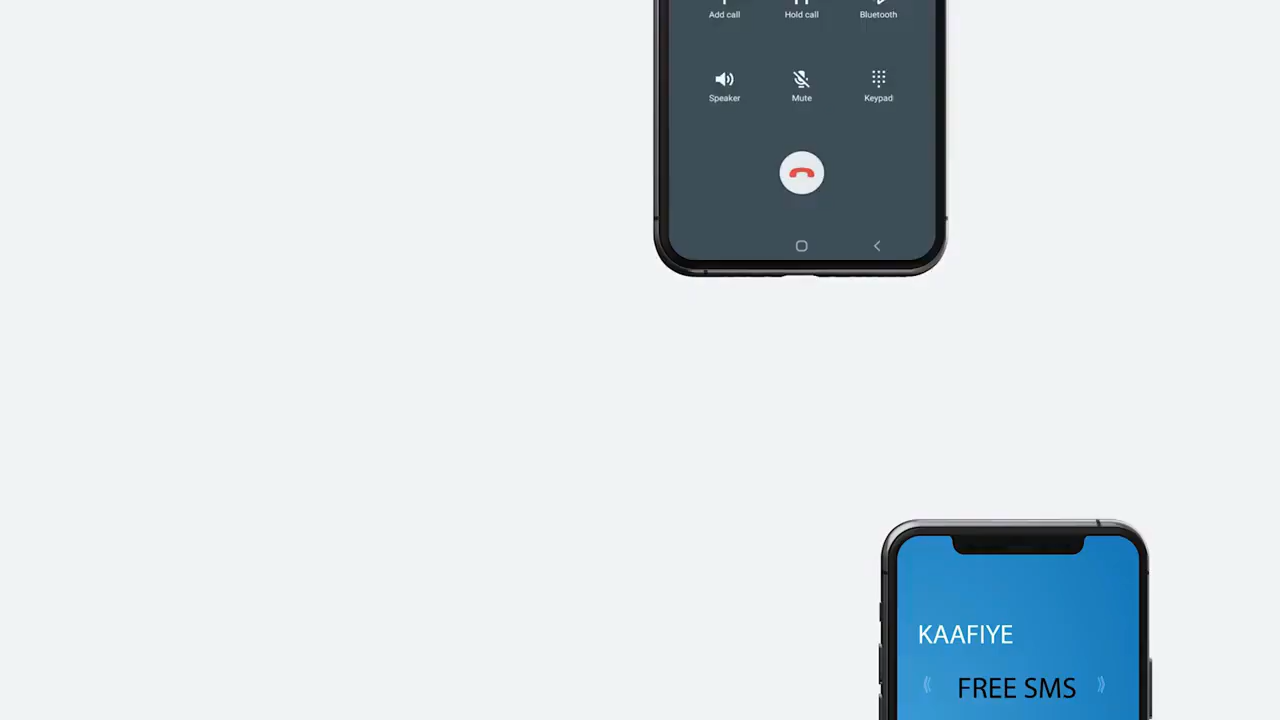 Add call Hold call Bluetooth
Speaker Mute Keypad
KAAFIYE
FREE SMS